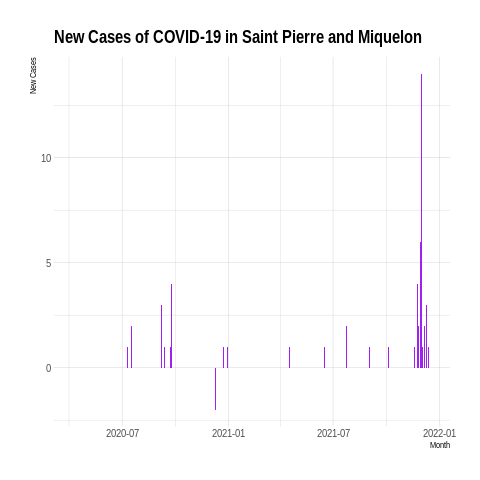 New Cases of COVID-19 in Saint Pierre and Miquelon
New Cases
10
5
0
2020-07
2021-01
2021-07
2022-01
Month